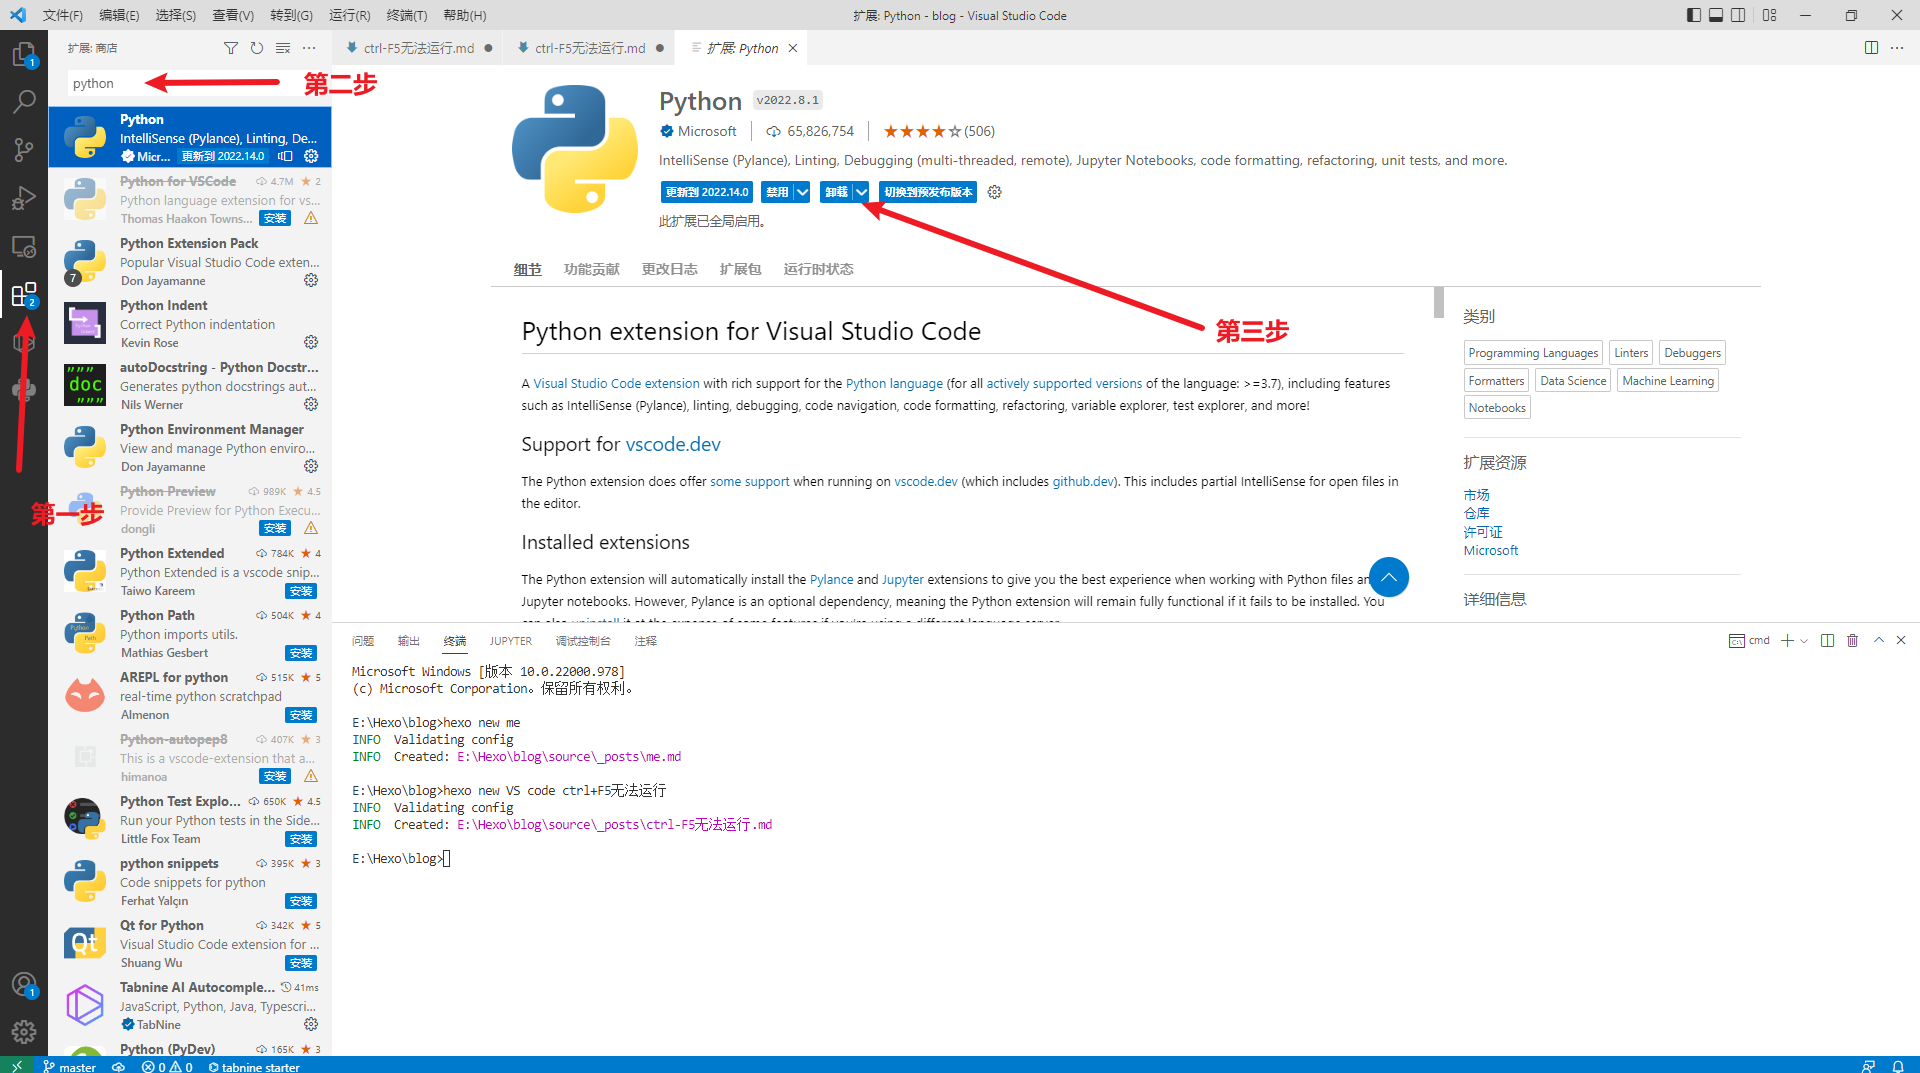 文件(F) 编辑(E) 选择(S) 查看(V) 转到(G) 运行(R) 终端(T) 帮助(H)
扩展: Python - blog - Visual Studio Code
扩展: 商店
ctrl-F5无法运行.md
ctrl-F5无法运行.md
扩展: Python
1
2
1
python
第二步
第一步
第三步
Python
IntelliSense (Pylance), Linting, De...
Micr... 更新到 2022.14.0
Python for VSCode 4.7M 2
Python language extension for vs...
Thomas Haakon Towns... 安装
Python Extension Pack
Popular Visual Studio Code exten...
7
Don Jayamanne
Python Indent
Correct Python indentation
Kevin Rose
autoDocstring - Python Docstr...
Generates python docstrings aut...
""" doc """
Nils Werner
Python Environment Manager
View and manage Python enviro...
Don Jayamanne
Python Preview 989K 4.5
Provide Preview for Python Execu...
dongli 安装
Python Extended 784K 4
Python Extended is a vscode snip...
Taiwo Kareem 安装
Python Path 504K 4
Python imports utils.
Mathias Gesbert 安装
AREPL for python 515K 5
real-time python scratchpad
Almenon 安装
Python-autopep8 407K 3
This is a vscode-extension that a...
himanoa 安装
Python Test Explo... 650K 4.5
Run your Python tests in the Side...
Little Fox Team 安装
python snippets 395K 3
Code snippets for python
Ferhat Yalçın 安装
Qt for Python 342K 5
Visual Studio Code extension for ...
Qt
Shuang Wu 安装
Tabnine AI Autocomple... 41ms
JavaScript, Python, Java, Typescri...
TabNine
Python (PyDev) 165K 3
Python v2022.8.1
Microsoft 65,826,754 (506)
IntelliSense (Pylance), Linting, Debugging (multi-threaded, remote), Jupyter Notebooks, code formatting, refactoring, unit tests, and more.
更新到 2022.14.0 禁用 卸载 切换到预发布版本
此扩展已全局启用。
细节 功能贡献 更改日志 扩展包 运行时状态
Python extension for Visual Studio Code
A Visual Studio Code extension with rich support for the Python language (for all actively supported versions of the language: >=3.7), including features
such as IntelliSense (Pylance), linting, debugging, code navigation, code formatting, refactoring, variable explorer, test explorer, and more!
Support for vscode.dev
The Python extension does offer some support when running on vscode.dev (which includes github.dev). This includes partial IntelliSense for open files in
the editor.
Installed extensions
The Python extension will automatically install the Pylance and Jupyter extensions to give you the best experience when working with Python files an
Jupyter notebooks. However, Pylance is an optional dependency, meaning the Python extension will remain fully functional if it fails to be installed. You
can also uninstall it at the expense of some features if you're using a different language server.
类别
Programming Languages Linters Debuggers
Formatters Data Science Machine Learning
Notebooks
扩展资源
市场
仓库
许可证
Microsoft
详细信息
问题 输出 终端 JUPYTER 调试控制台 注释
cmd
Microsoft Windows [版本 10.0.22000.978]
(c) Microsoft Corporation。保留所有权利。
E:\Hexo\blog>hexo new me
INFO Validating config
INFO Created: E:\Hexo\blog\source\_posts\me.md
E:\Hexo\blog>hexo new VS code ctrl+F5无法运行
INFO Validating config
INFO Created: E:\Hexo\blog\source\_posts\ctrl-F5无法运行.md
E:\Hexo\blog>
master 0 0 tabnine starter